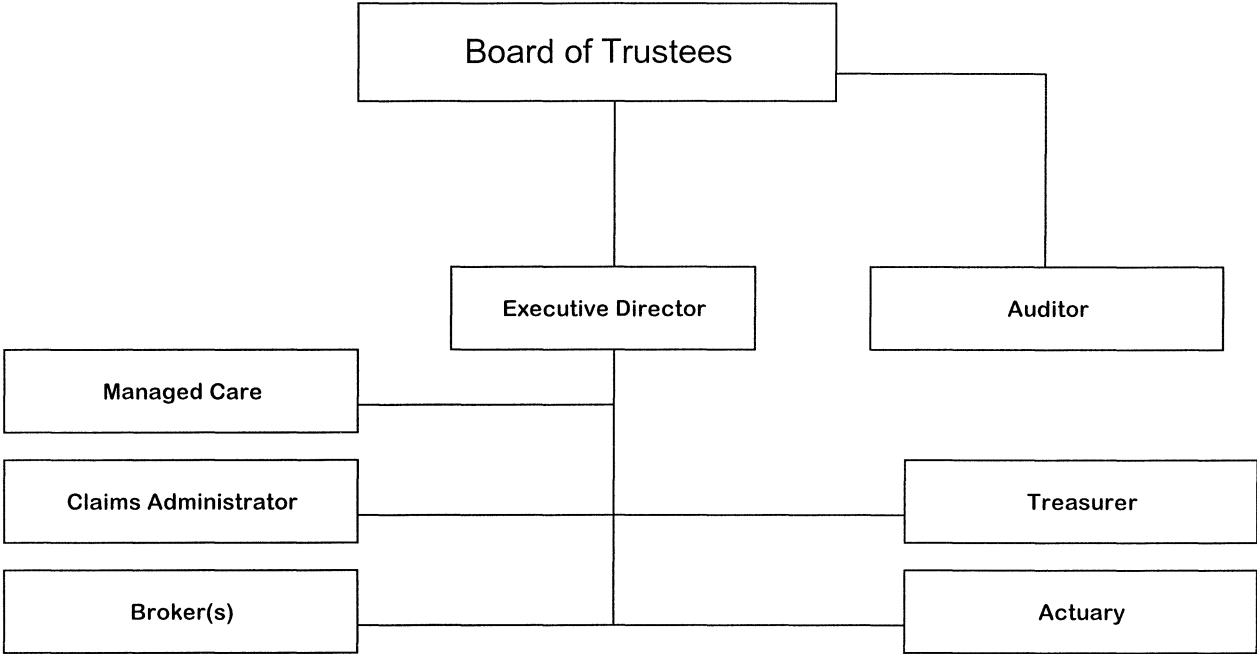 Board of Trustees
Executive Director
Auditor
Managed Care
Claims Administrator
Treasurer
Broker(s)
Actuary